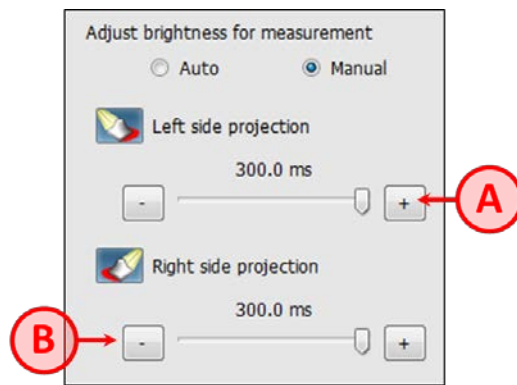 Adjust brightness for measurement
Auto Manual
Left side projection
300.0 ms
- +
A
Right side projection
300.0 ms
B
- +